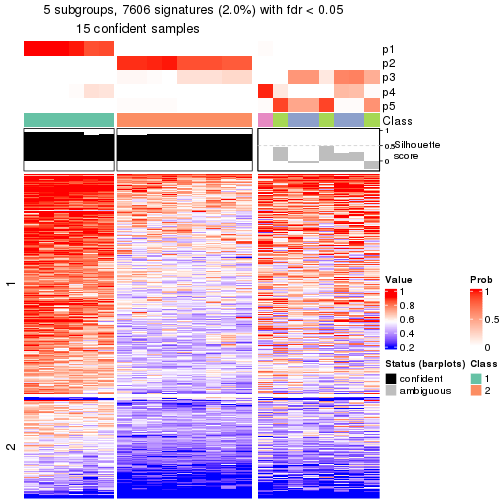 5 subgroups, 7606 signatures (2.0%) with fdr < 0.05
15 confident samples
p1
p2
p3
p4
p5
Class
1
0.5
0
Silhouette
score
1
2
Value
1
0.8
0.6
0.4
0.2
Prob
1
0.5
0
Status (barplots)
confident
ambiguous
Class
1
2